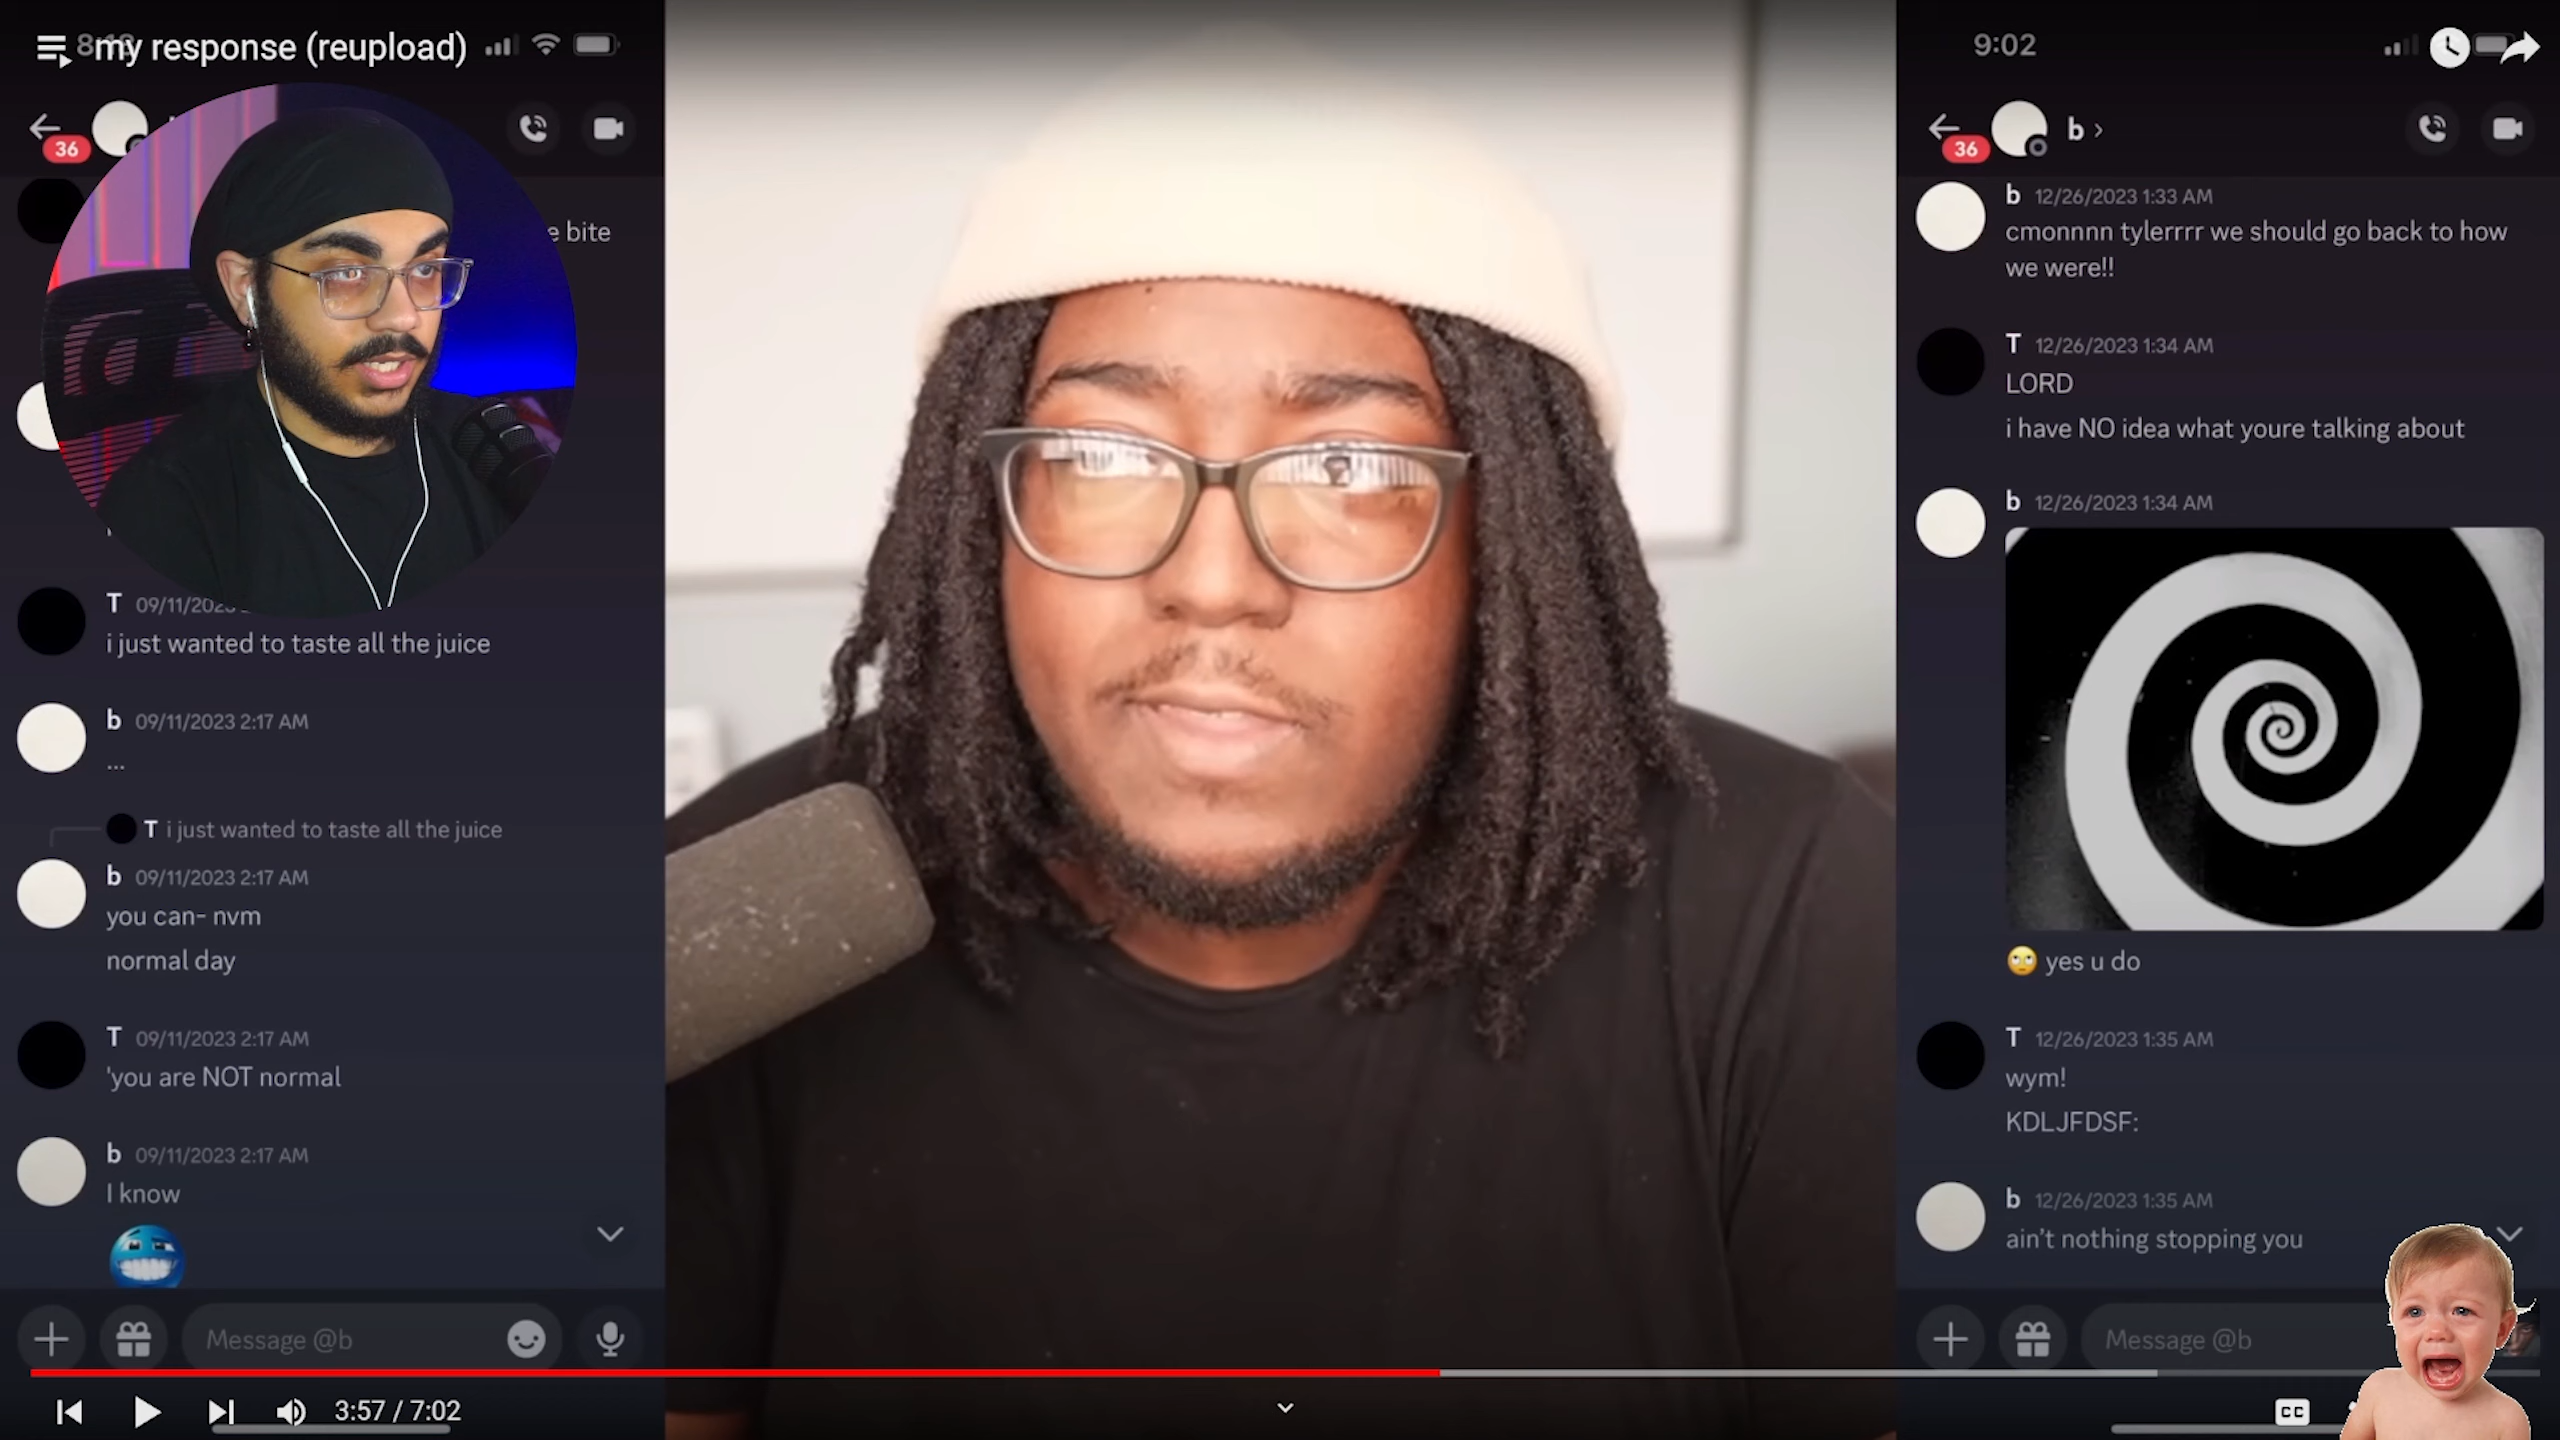 my response (reupload)
36
e bite
T
i just wanted to taste all the juice
b 09/11/2023 2:17 AM
...
T i just wanted to taste all the juice
b 09/11/2023 2:17 AM
you can- nvm
normal day
T 09/11/2023 2:17 AM
'you are NOT normal
b 09/11/2023 2:17 AM
I know
Message @b
9:02
36
b >
b 12/26/2023 1:33 AM
cmonnnn tylerrrr we should go back to how
we were!!
T 12/26/2023 1:34 AM
LORD
i have NO idea what youre talking about
b 12/26/2023 1:34 AM
yes u do
T 12/26/2023 1:35 AM
wym!
KDLJFDSF:
b 12/26/2023 1:35 AM
ain't nothing stopping you
Message @b
3:57 / 7:02
CC